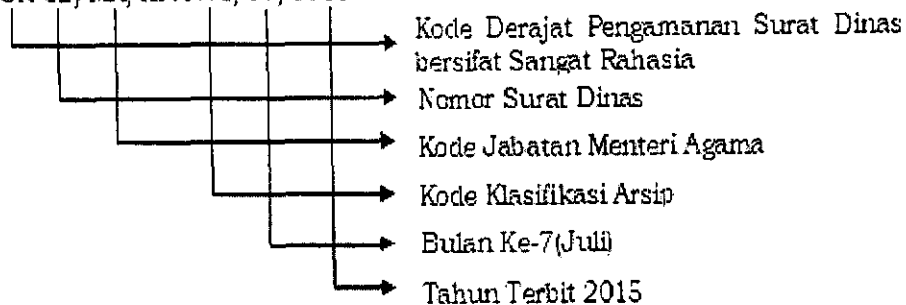 Kode Derajat Pengamanan Surat Dinas
bersifat Sangat Rahasia
Nomor Surat Dinas
Kode Jabatan Menteri Agama
Kode Klasifikasi Arsip
Bulan Ke-7(Juli)
Tahun Terbit 2015